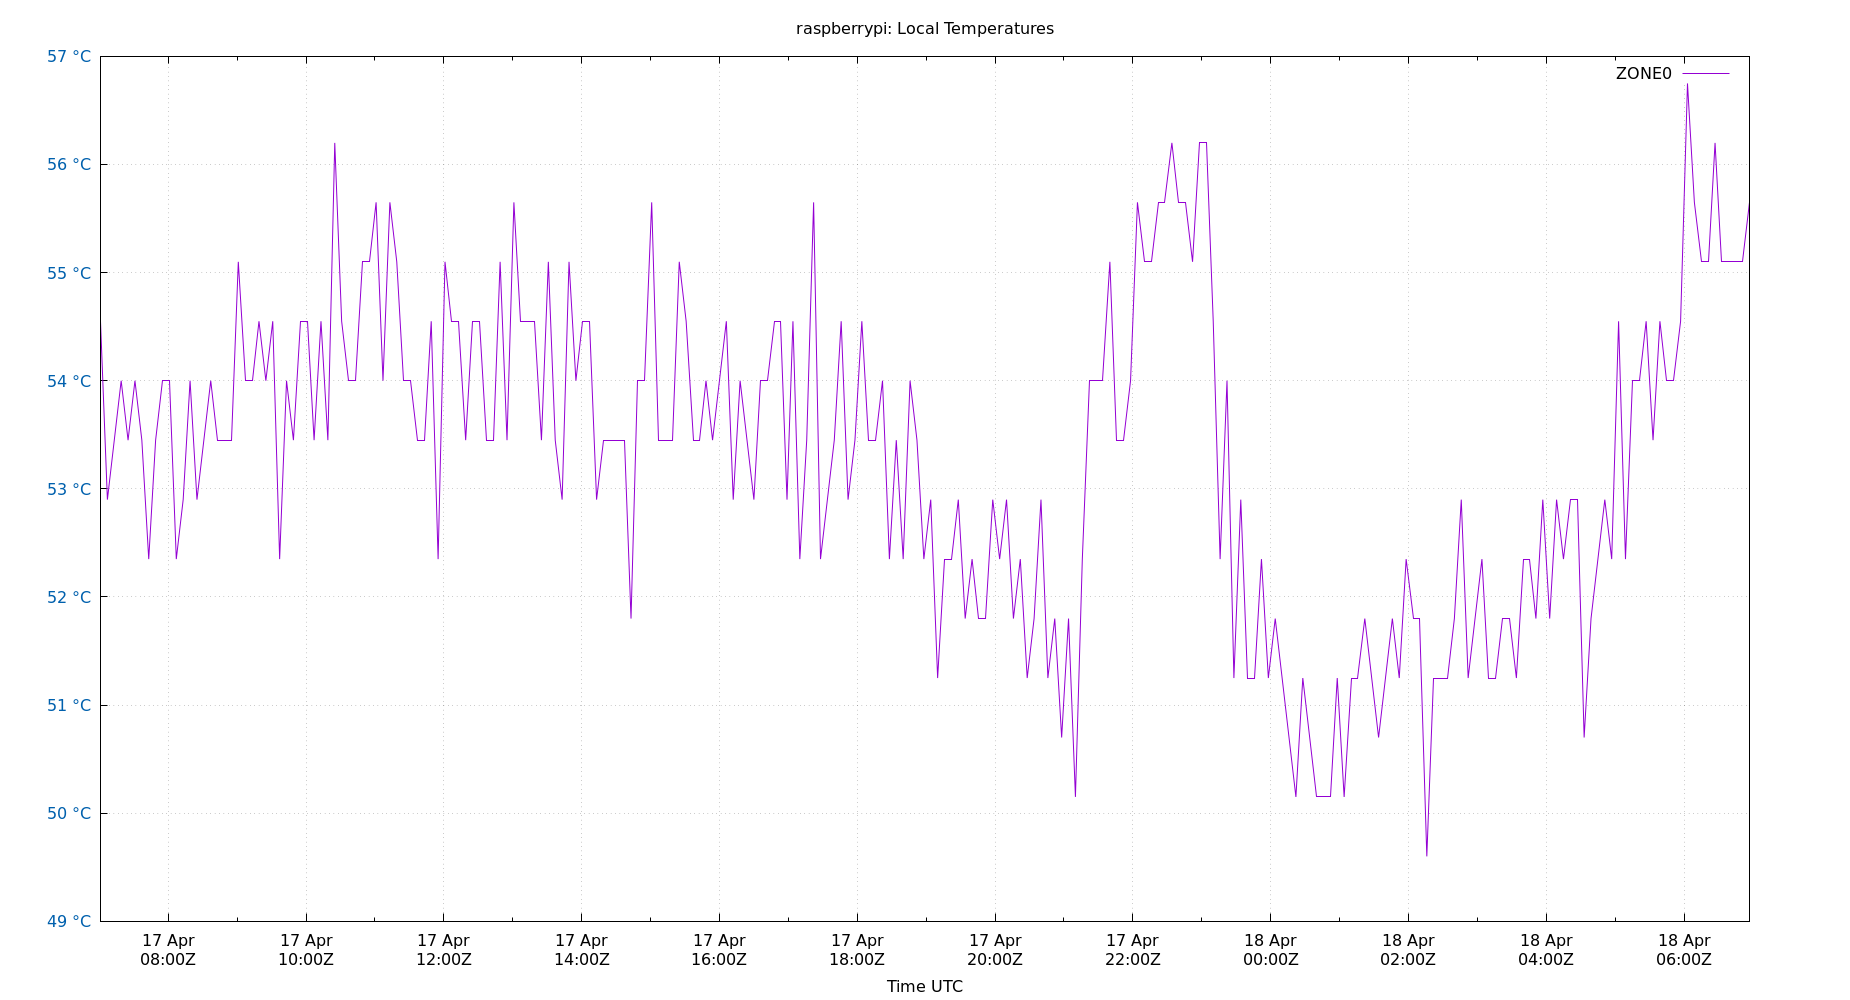 raspberrypi: Local Temperatures
57 °C
ZONE0
56 °C
55 °C
54 °C
53 °C
52 °C
51 °C
50 °C
49 °C
17 Apr 17 Apr 17 Apr 17 Apr 17 Apr 17 Apr 17 Apr 17 Apr 18 Apr 18 Apr 18 Apr 18 Apr
08:00Z 10:00Z 12:00Z 14:00Z 16:00Z 18:00Z 20:00Z 22:00Z 00:00Z 02:00Z 04:00Z 06:00Z
Time UTC